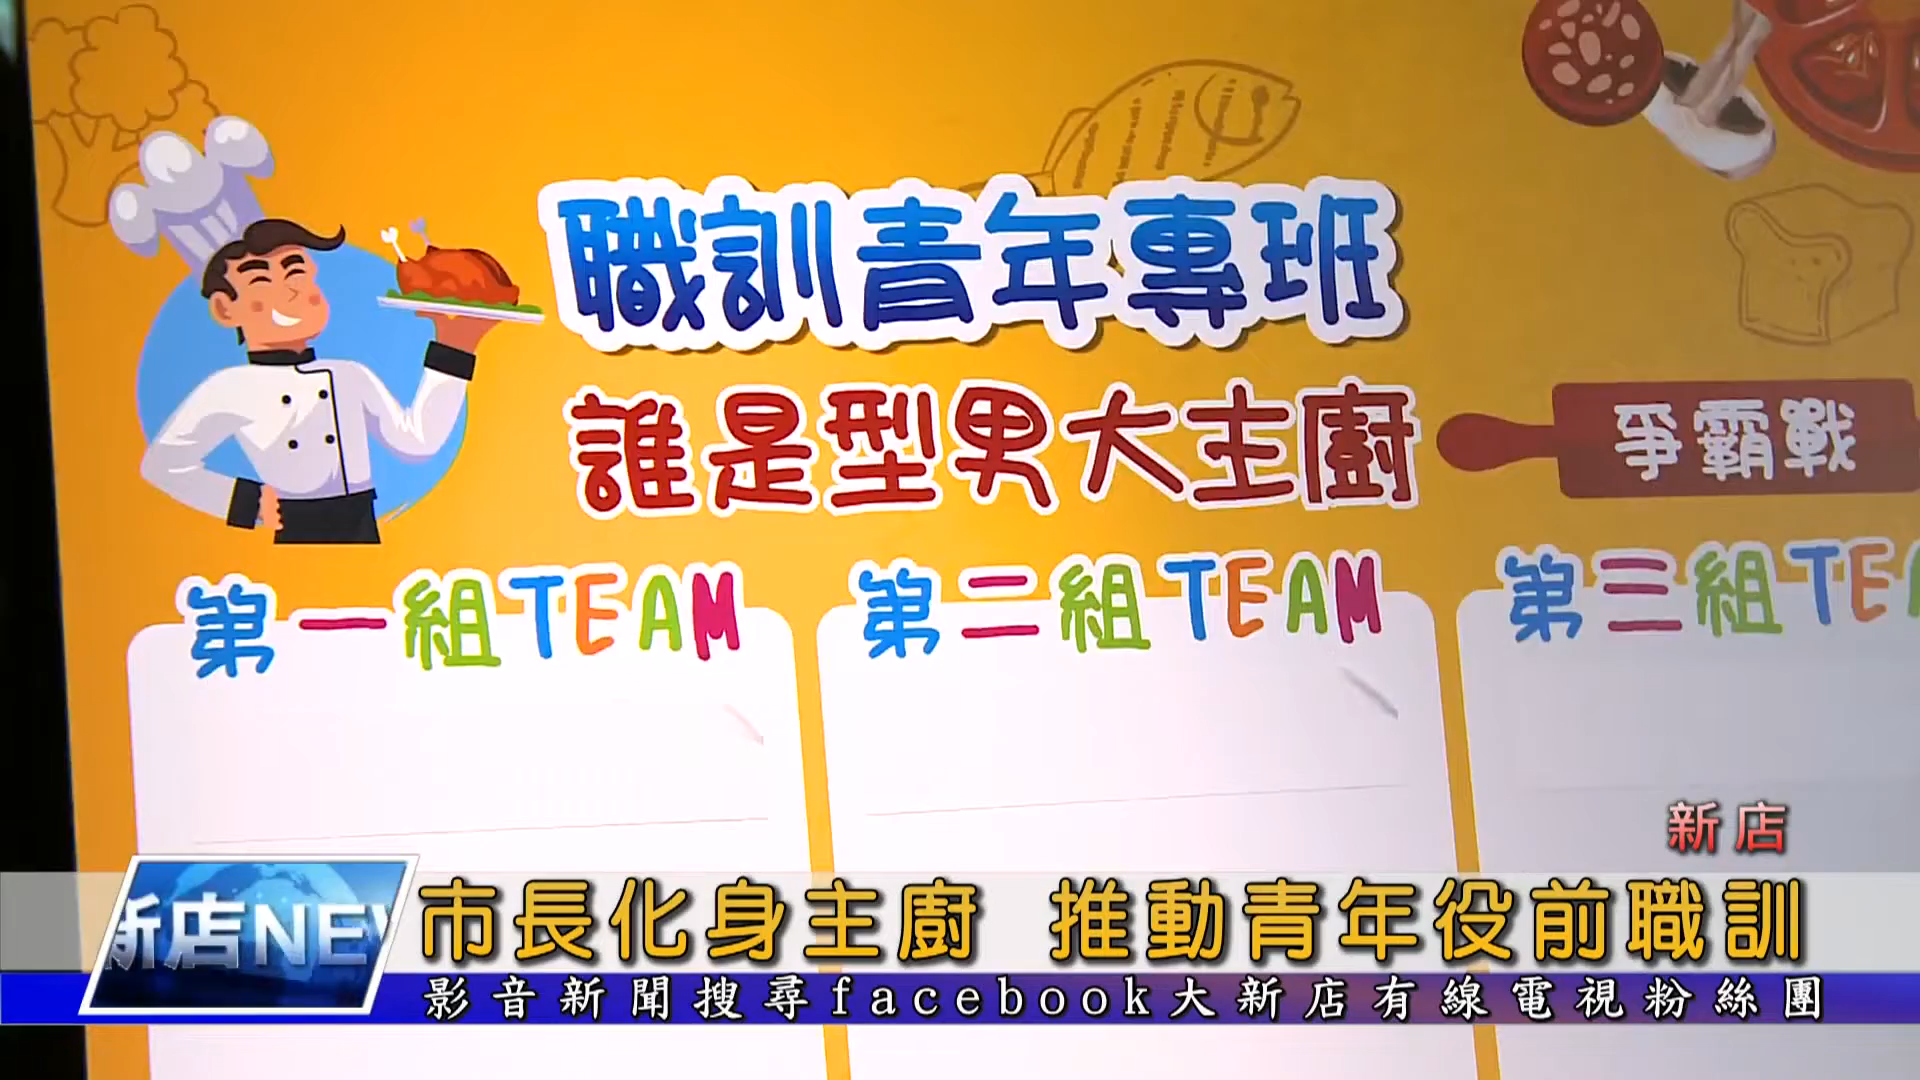 職訓青年專班
誰是型男大主廚
爭霸戰
第一組TEAM
第二組TEAM
第三組TEA
新店
新店NEW
市長化身主廚 推動青年役前職訓
影音新聞搜尋facebook大新店有線電視粉絲團